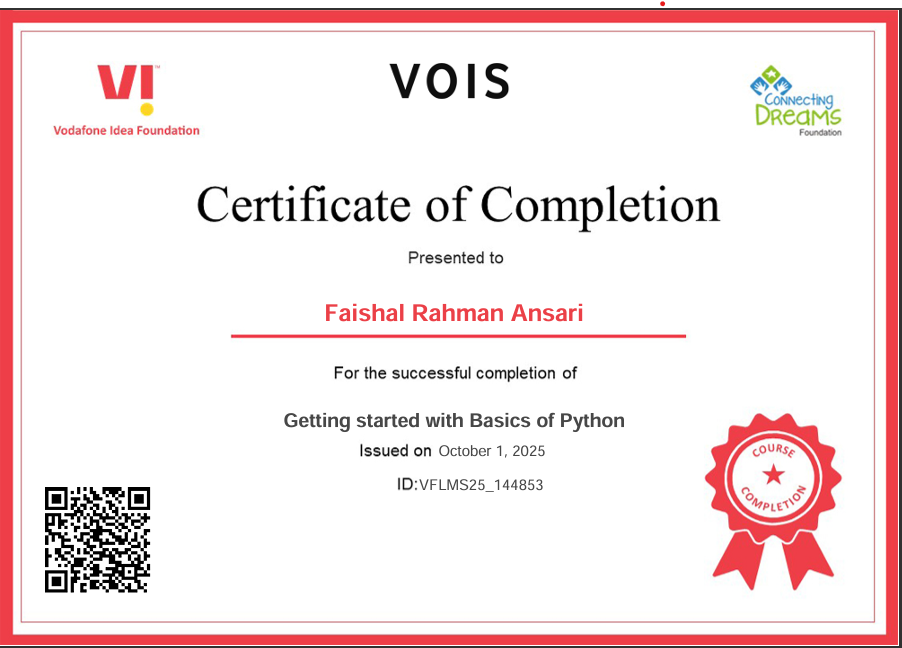 VI™
Vodafone Idea Foundation
VOIS
CONNECTING
DREAMS
Foundation
Certificate of Completion
Presented to
Faishal Rahman Ansari
For the successful completion of
Getting started with Basics of Python
Issued on October 1, 2025
ID:VFLMS25_144853
COURSE
COMPLETION